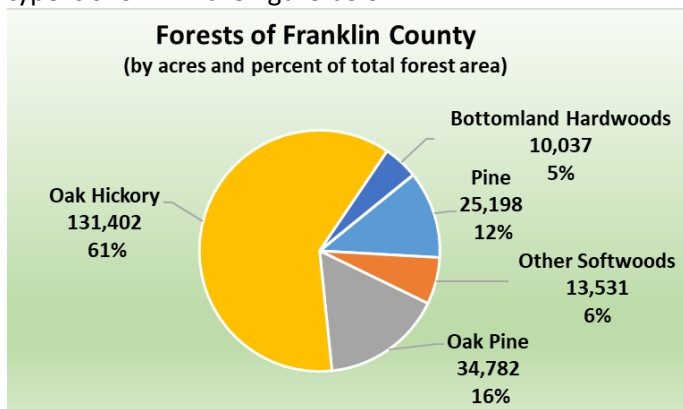 Forests of Franklin County
(by acres and percent of total forest area)
Bottomland Hardwoods
10,037
5%
Pine
25,198
12%
Oak Hickory
131,402
61%
Other Softwoods
13,531
6%
Oak Pine
34,782
16%